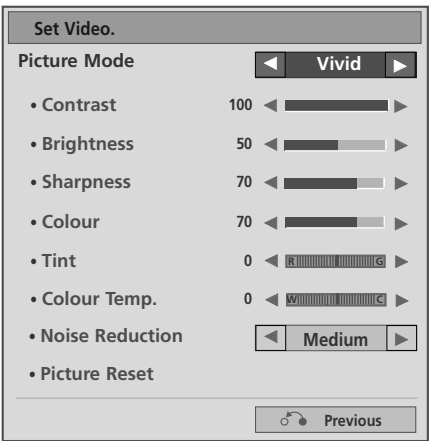 Set Video.
Picture Mode ◀ Vivid ▶
• Contrast 100 ◀ ▶
• Brightness 50 ◀ ▶
• Sharpness 70 ◀ ▶
• Colour 70 ◀ ▶
• Tint 0 ◀ R G ▶
• Colour Temp. 0 ◀ W C ▶
• Noise Reduction ◀ Medium ▶
• Picture Reset
Previous